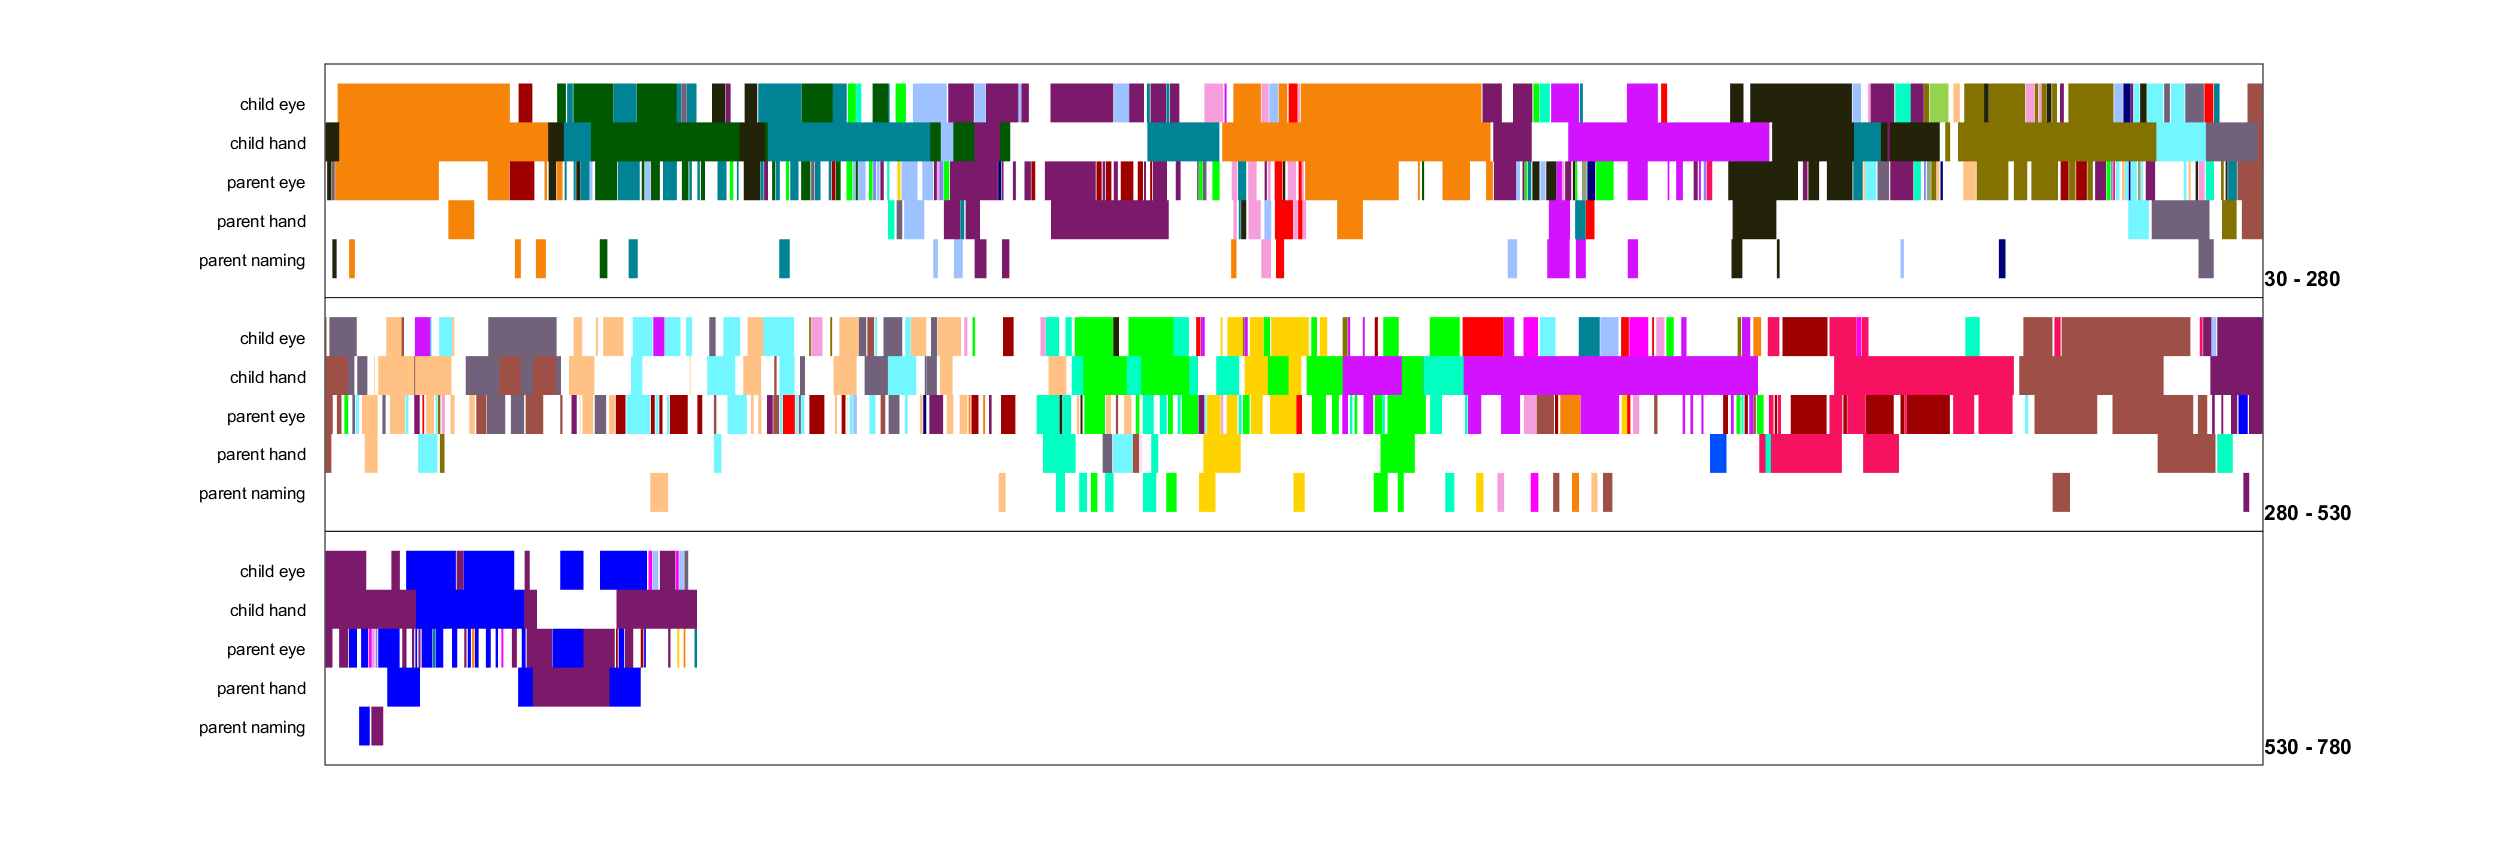 child eye
child hand
parent eye
parent hand
parent naming
30 - 280
child eye
child hand
parent eye
parent hand
parent naming
280 - 530
child eye
child hand
parent eye
parent hand
parent naming
530 - 780